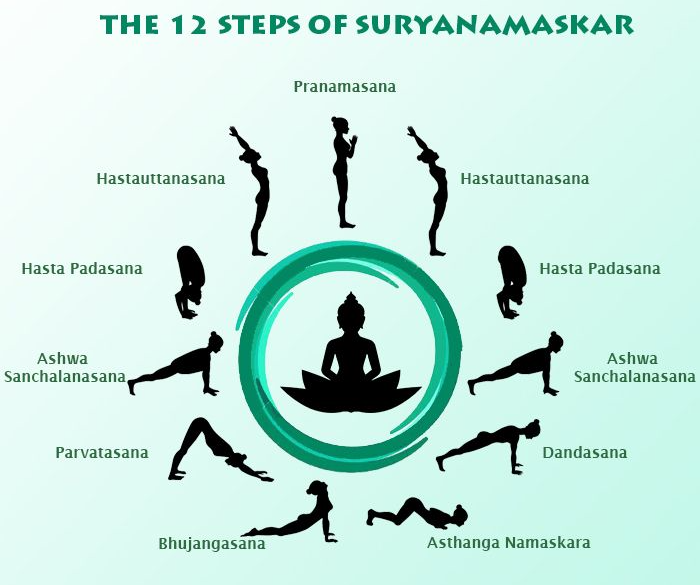 THE 12 STEPS OF SURYANAMASKAR
Pranamasana
Hastauttanasana
Hastauttanasana
Hasta Padasana
Hasta Padasana
Ashwa
Sanchalanasana
Ashwa
Sanchalanasana
Parvatasana
Dandasana
Bhujangasana
Asthanga Namaskara